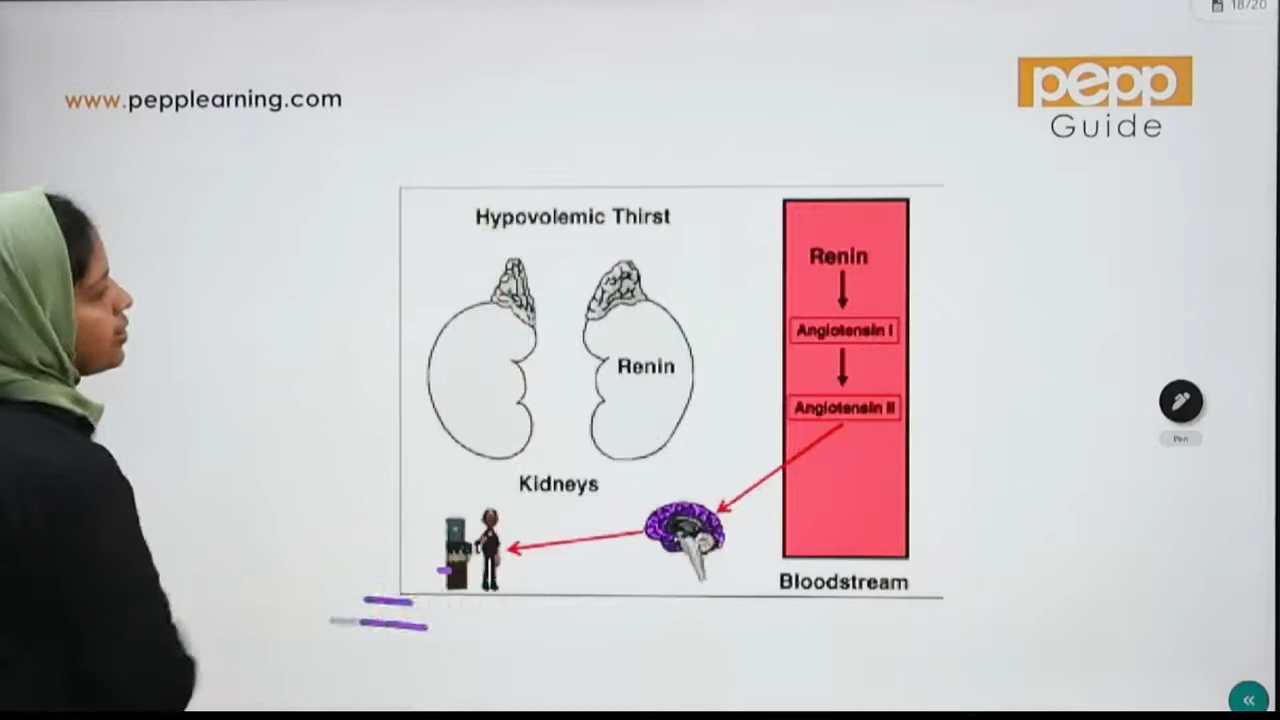 18/20
www.pepplearning.com
pepp
Guide
Hypovolemic Thirst
Renin
Angiotensin I
Renin
Angiotensin II
Kidneys
Bloodstream
Pen
«